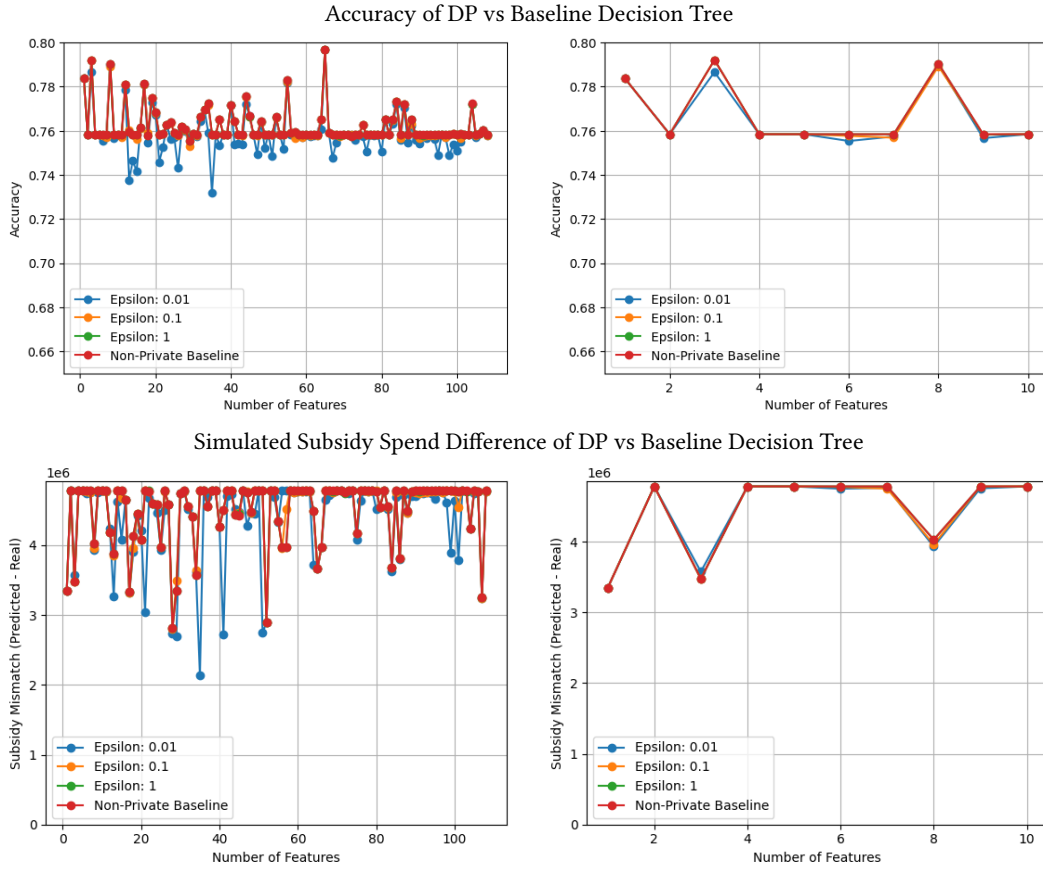 Accuracy of DP vs Baseline Decision Tree
0.80
0.78
0.76
0.74
0.72
0.70
0.68
0.66
Accuracy
Epsilon: 0.01
Epsilon: 0.1
Epsilon: 1
Non-Private Baseline
0 20 40 60 80 100
Number of Features
0.80
0.78
0.76
0.74
0.72
0.70
0.68
0.66
Accuracy
Epsilon: 0.01
Epsilon: 0.1
Epsilon: 1
Non-Private Baseline
2 4 6 8 10
Number of Features
Simulated Subsidy Spend Difference of DP vs Baseline Decision Tree
1e6
4
3
2
1
0
Subsidy Mismatch (Predicted - Real)
Epsilon: 0.01
Epsilon: 0.1
Epsilon: 1
Non-Private Baseline
0 20 40 60 80 100
Number of Features
1e6
4
3
2
1
0
Subsidy Mismatch (Predicted - Real)
Epsilon: 0.01
Epsilon: 0.1
Epsilon: 1
Non-Private Baseline
2 4 6 8 10
Number of Features